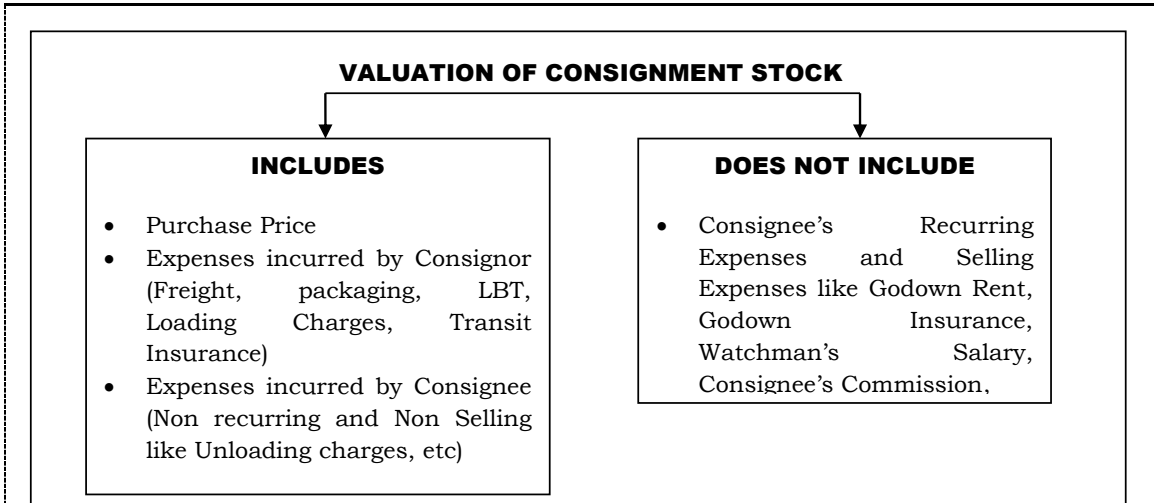 VALUATION OF CONSIGNMENT STOCK
INCLUDES
• Purchase Price
• Expenses incurred by Consignor
(Freight, packaging, LBT,
Loading Charges, Transit
Insurance)
• Expenses incurred by Consignee
(Non recurring and Non Selling
like Unloading charges, etc)
DOES NOT INCLUDE
• Consignee’s Recurring
Expenses and Selling
Expenses like Godown Rent,
Godown Insurance,
Watchman’s Salary,
Consignee’s Commission,